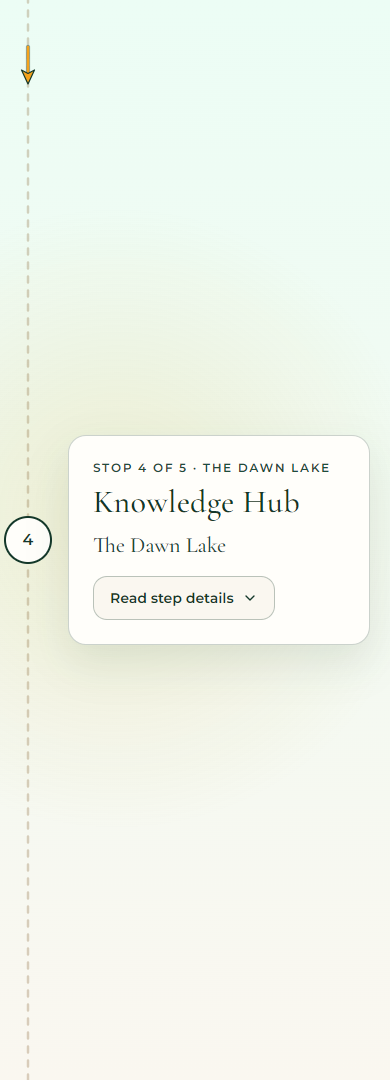 STOP 4 OF 5 · THE DAWN LAKE
Knowledge Hub
4
The Dawn Lake
Read step details